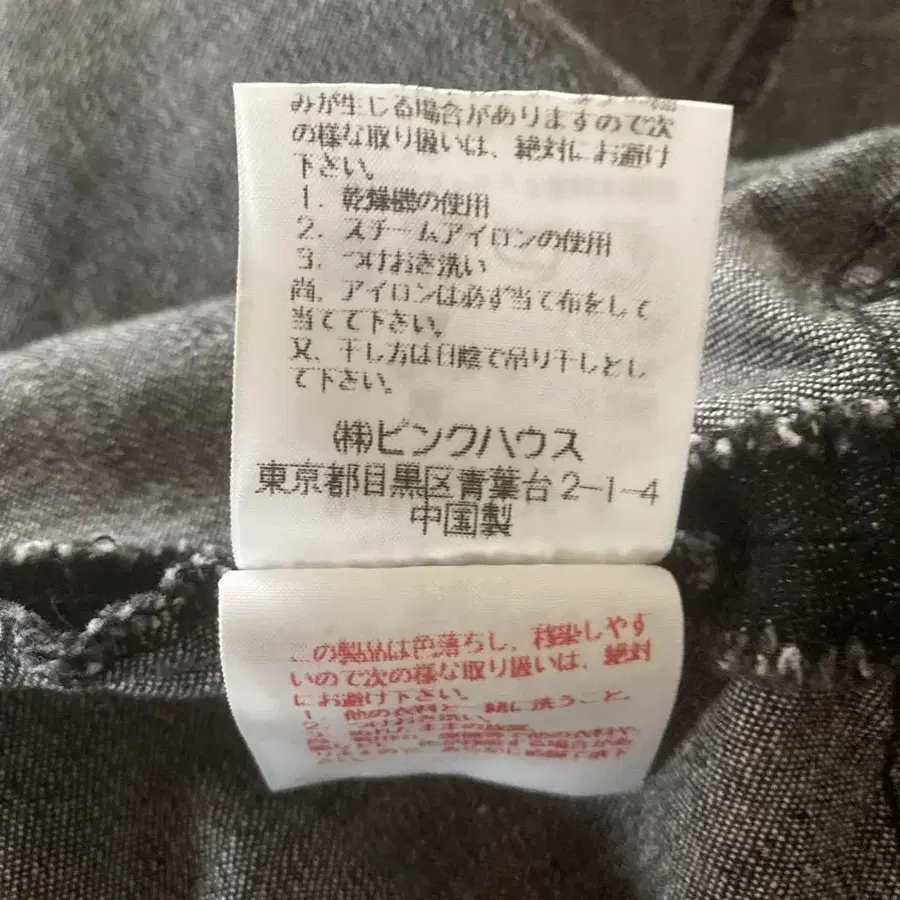 みが生じる場合がありますので次
の様な取り扱いは、絶対にお避け
下さい。
1. 乾燥機の使用
2. スチームアイロンの使用
3. つけおき洗い
尚、アイロンは必ず当て布をして
当てて下さい。
又、干し方は日陰で吊り干しとし
て下さい。
(株)ピンクハウス
東京都目黒区青葉台2-1-4
中国製
この製品は色落ちし、移染しやす
いので次の様な取り扱いは、絶対
にお避け下さい。
1. 他の衣料と一緒に洗うこと。
2. つけおき洗い。